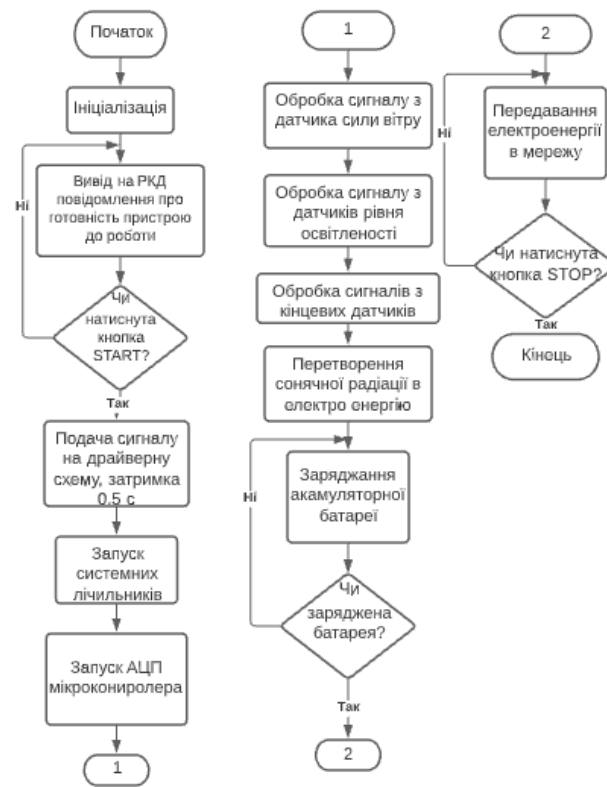 Початок
Ініціалізація
Вивід на РКД
повідомлення про
готовність пристрою
до роботи
Ні
Чи
натиснута
кнопка
START?
Так
Подача сигналу
на драйверну
схему, затримка
0.5 с
Запуск
системних
лічильників
Запуск АЦП
мікрокониролера
1
1
Обробка сигналу з
датчика сили вітру
Обробка сигналу з
датчиків рівня
освітленості
Обробка сигналів з
кінцевих датчиків
Перетворення
сонячної радіації в
електро енергію
Ні
Заряджання
акамуляторної
батареї
Чи
заряджена
батарея?
Так
2
2
Ні
Передавання
електроенергії
в мережу
Чи натиснута
кнопка STOP?
Так
Кінець